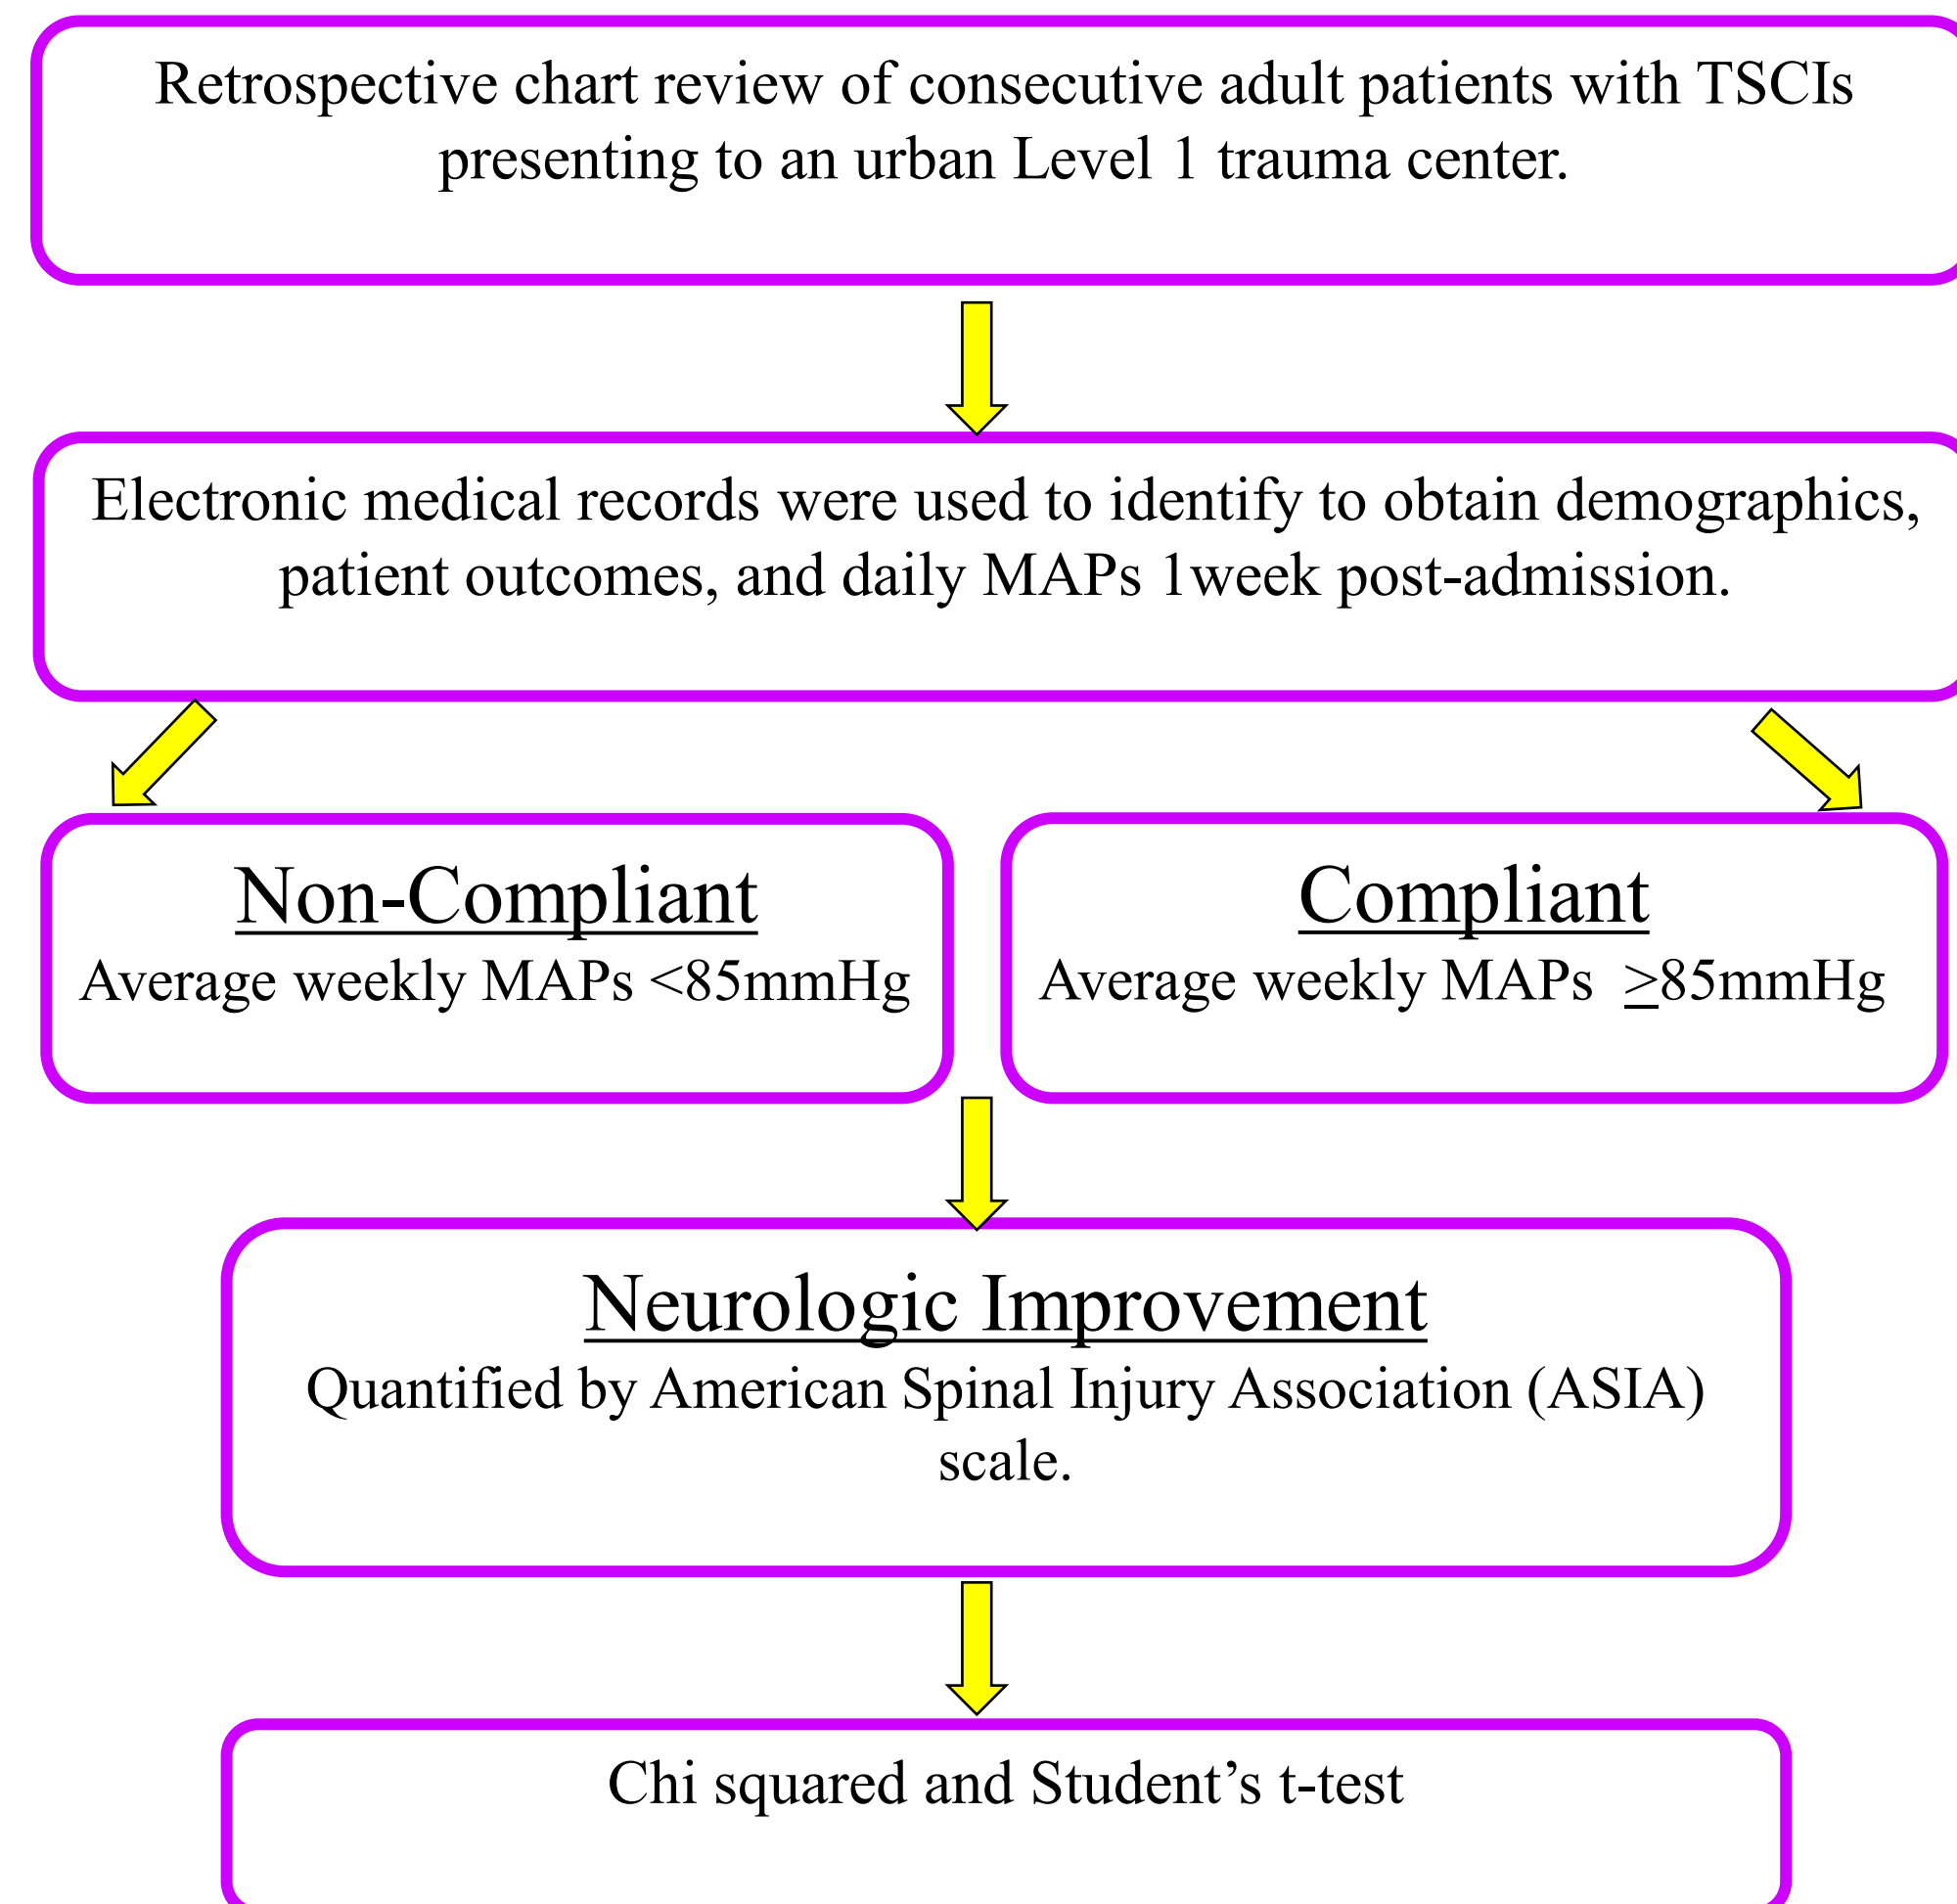 Retrospective chart review of consecutive adult patients with TSCIs
presenting to an urban Level 1 trauma center.
Electronic medical records were used to identify to obtain demographics,
patient outcomes, and daily MAPs 1week post-admission.
Non-Compliant
Average weekly MAPs <85mmHg
Compliant
Average weekly MAPs ≥85mmHg
Neurologic Improvement
Quantified by American Spinal Injury Association (ASIA)
scale.
Chi squared and Student’s t-test